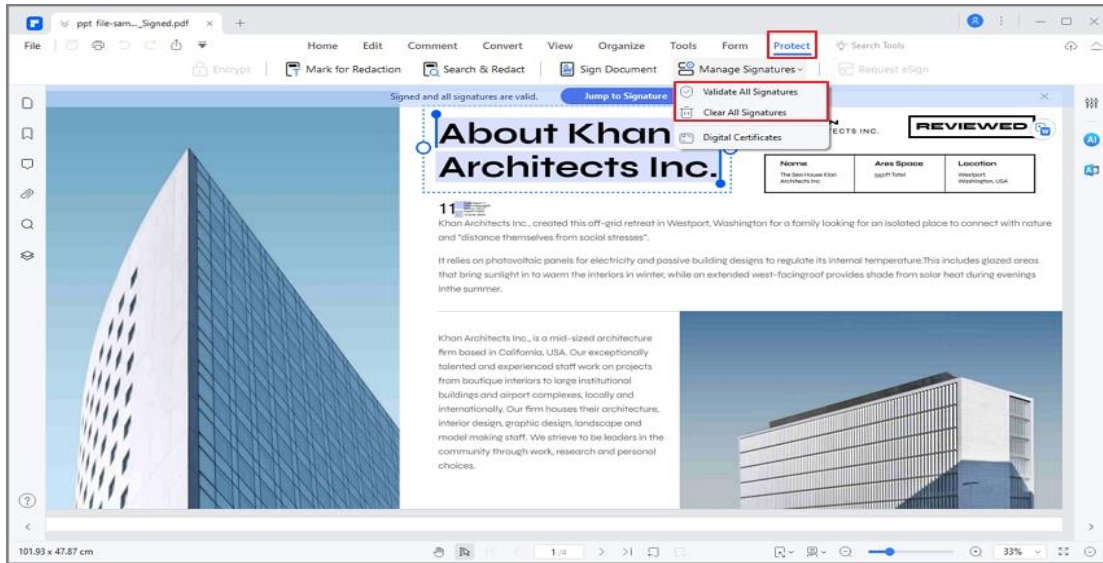 ppt file-sam..._Signed.pdf
File Home Edit Comment Convert View Organize Tools Form Protect Search Tools
Encrypt Mark for Redaction Search & Redact Sign Document Manage Signatures Request eSign
Signed and all signatures are valid. Jump to Signature
Validate All Signatures
Clear All Signatures
Digital Certificates
About Khan
Architects Inc.
ECTS INC.
REVIEWED
Name Area Space Location
The Sea House Klan
Architects Inc
550ft Total
Westport,
Washington, USA
11
Khan Architects Inc., created this off-grid retreat in Westport, Washington for a family looking for an isolated place to connect with nature
and "distance themselves from social stresses".
It relies on photovoltaic panels for electricity and passive building designs to regulate its internal temperature.This includes glazed areas
that bring sunlight in to warm the interiors in winter, while an extended west-facingroof provides shade from solar heat during evenings
inthe summer.
Khan Architects Inc., is a mid-sized architecture
firm based in California, USA. Our exceptionally
talented and experienced staff work on projects
from boutique interiors to large institutional
buildings and airport complexes, locally and
internationally. Our firm houses their architecture,
interior design, graphic design, landscape and
model making staff. We strieve to be leaders in the
community through work, research and personal
choices.
101.93 x 47.87 cm
1/4
33%